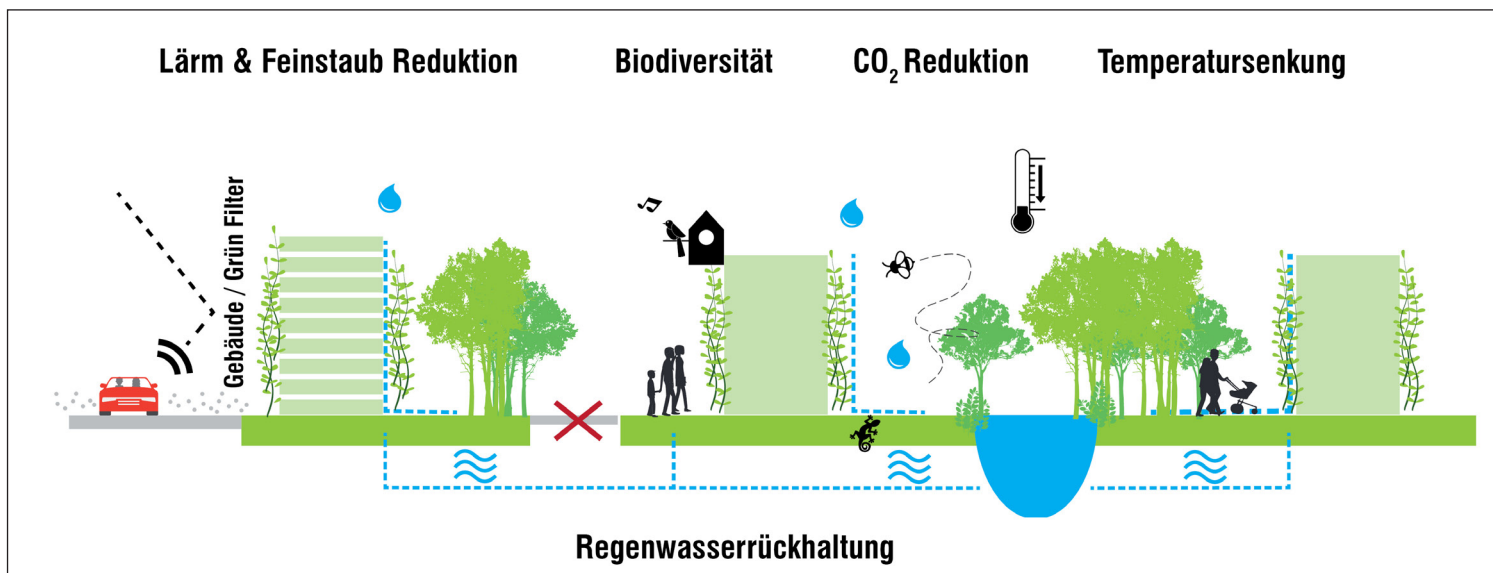 Lärm & Feinstaub Reduktion
Biodiversität
CO₂ Reduktion
Temperatursenkung
Gebäude / Grün Filter
Regenwasserrückhaltung